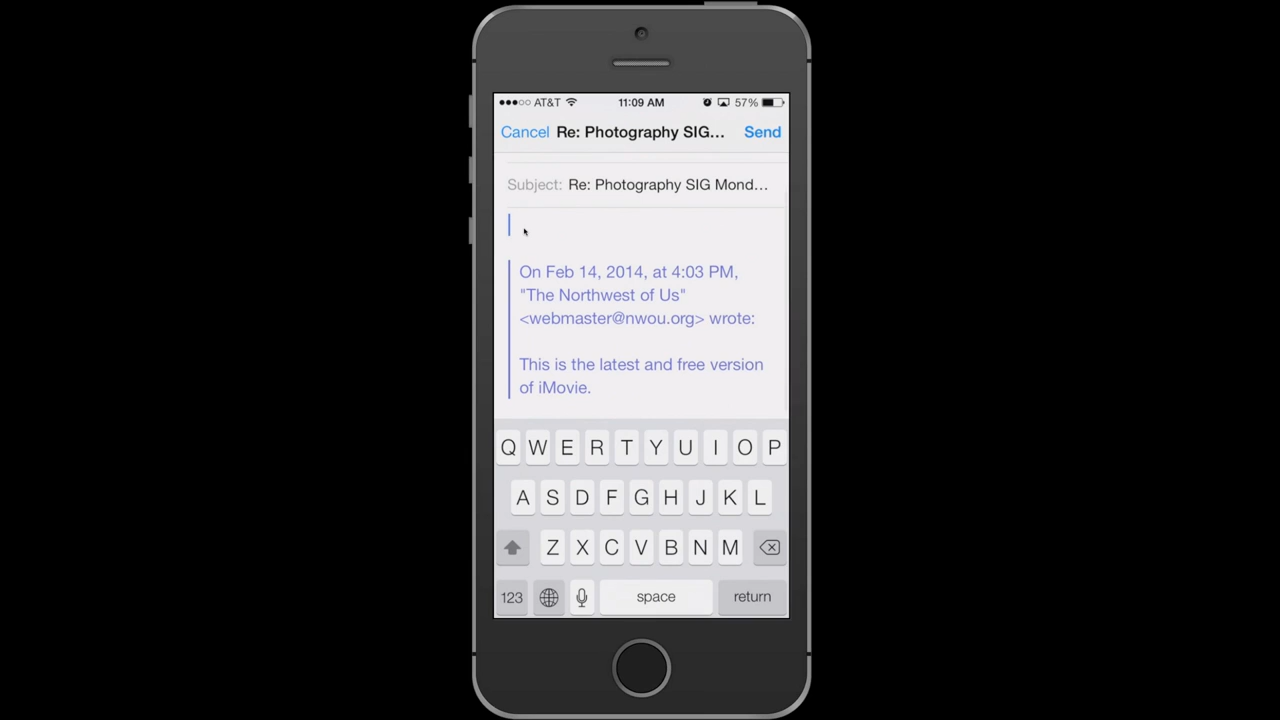 AT&T 11:09 AM 57%
Cancel Re: Photography SIG... Send
Subject: Re: Photography SIG Mond...
On Feb 14, 2014, at 4:03 PM,
"The Northwest of Us"
<webmaster@nwou.org> wrote:
This is the latest and free version
of iMovie.
Q W E R T Y U I O P
A S D F G H J K L
Z X C V B N M
123 space return